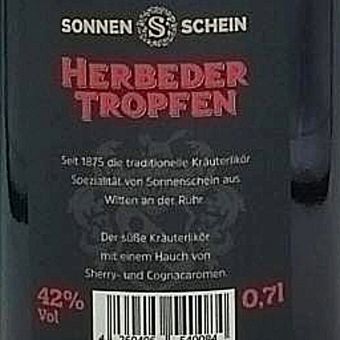 SONNEN S SCHEIN
HERBEDER
TROPFEN
Seit 1875 die traditionelle Kräuterlikör
Spezialität von Sonnenschein aus
Witten an der Ruhr.
Der süße Kräuterlikör
mit einem Hauch von
Sherry- und Cognacaromen.
42% 0,7l
Vol